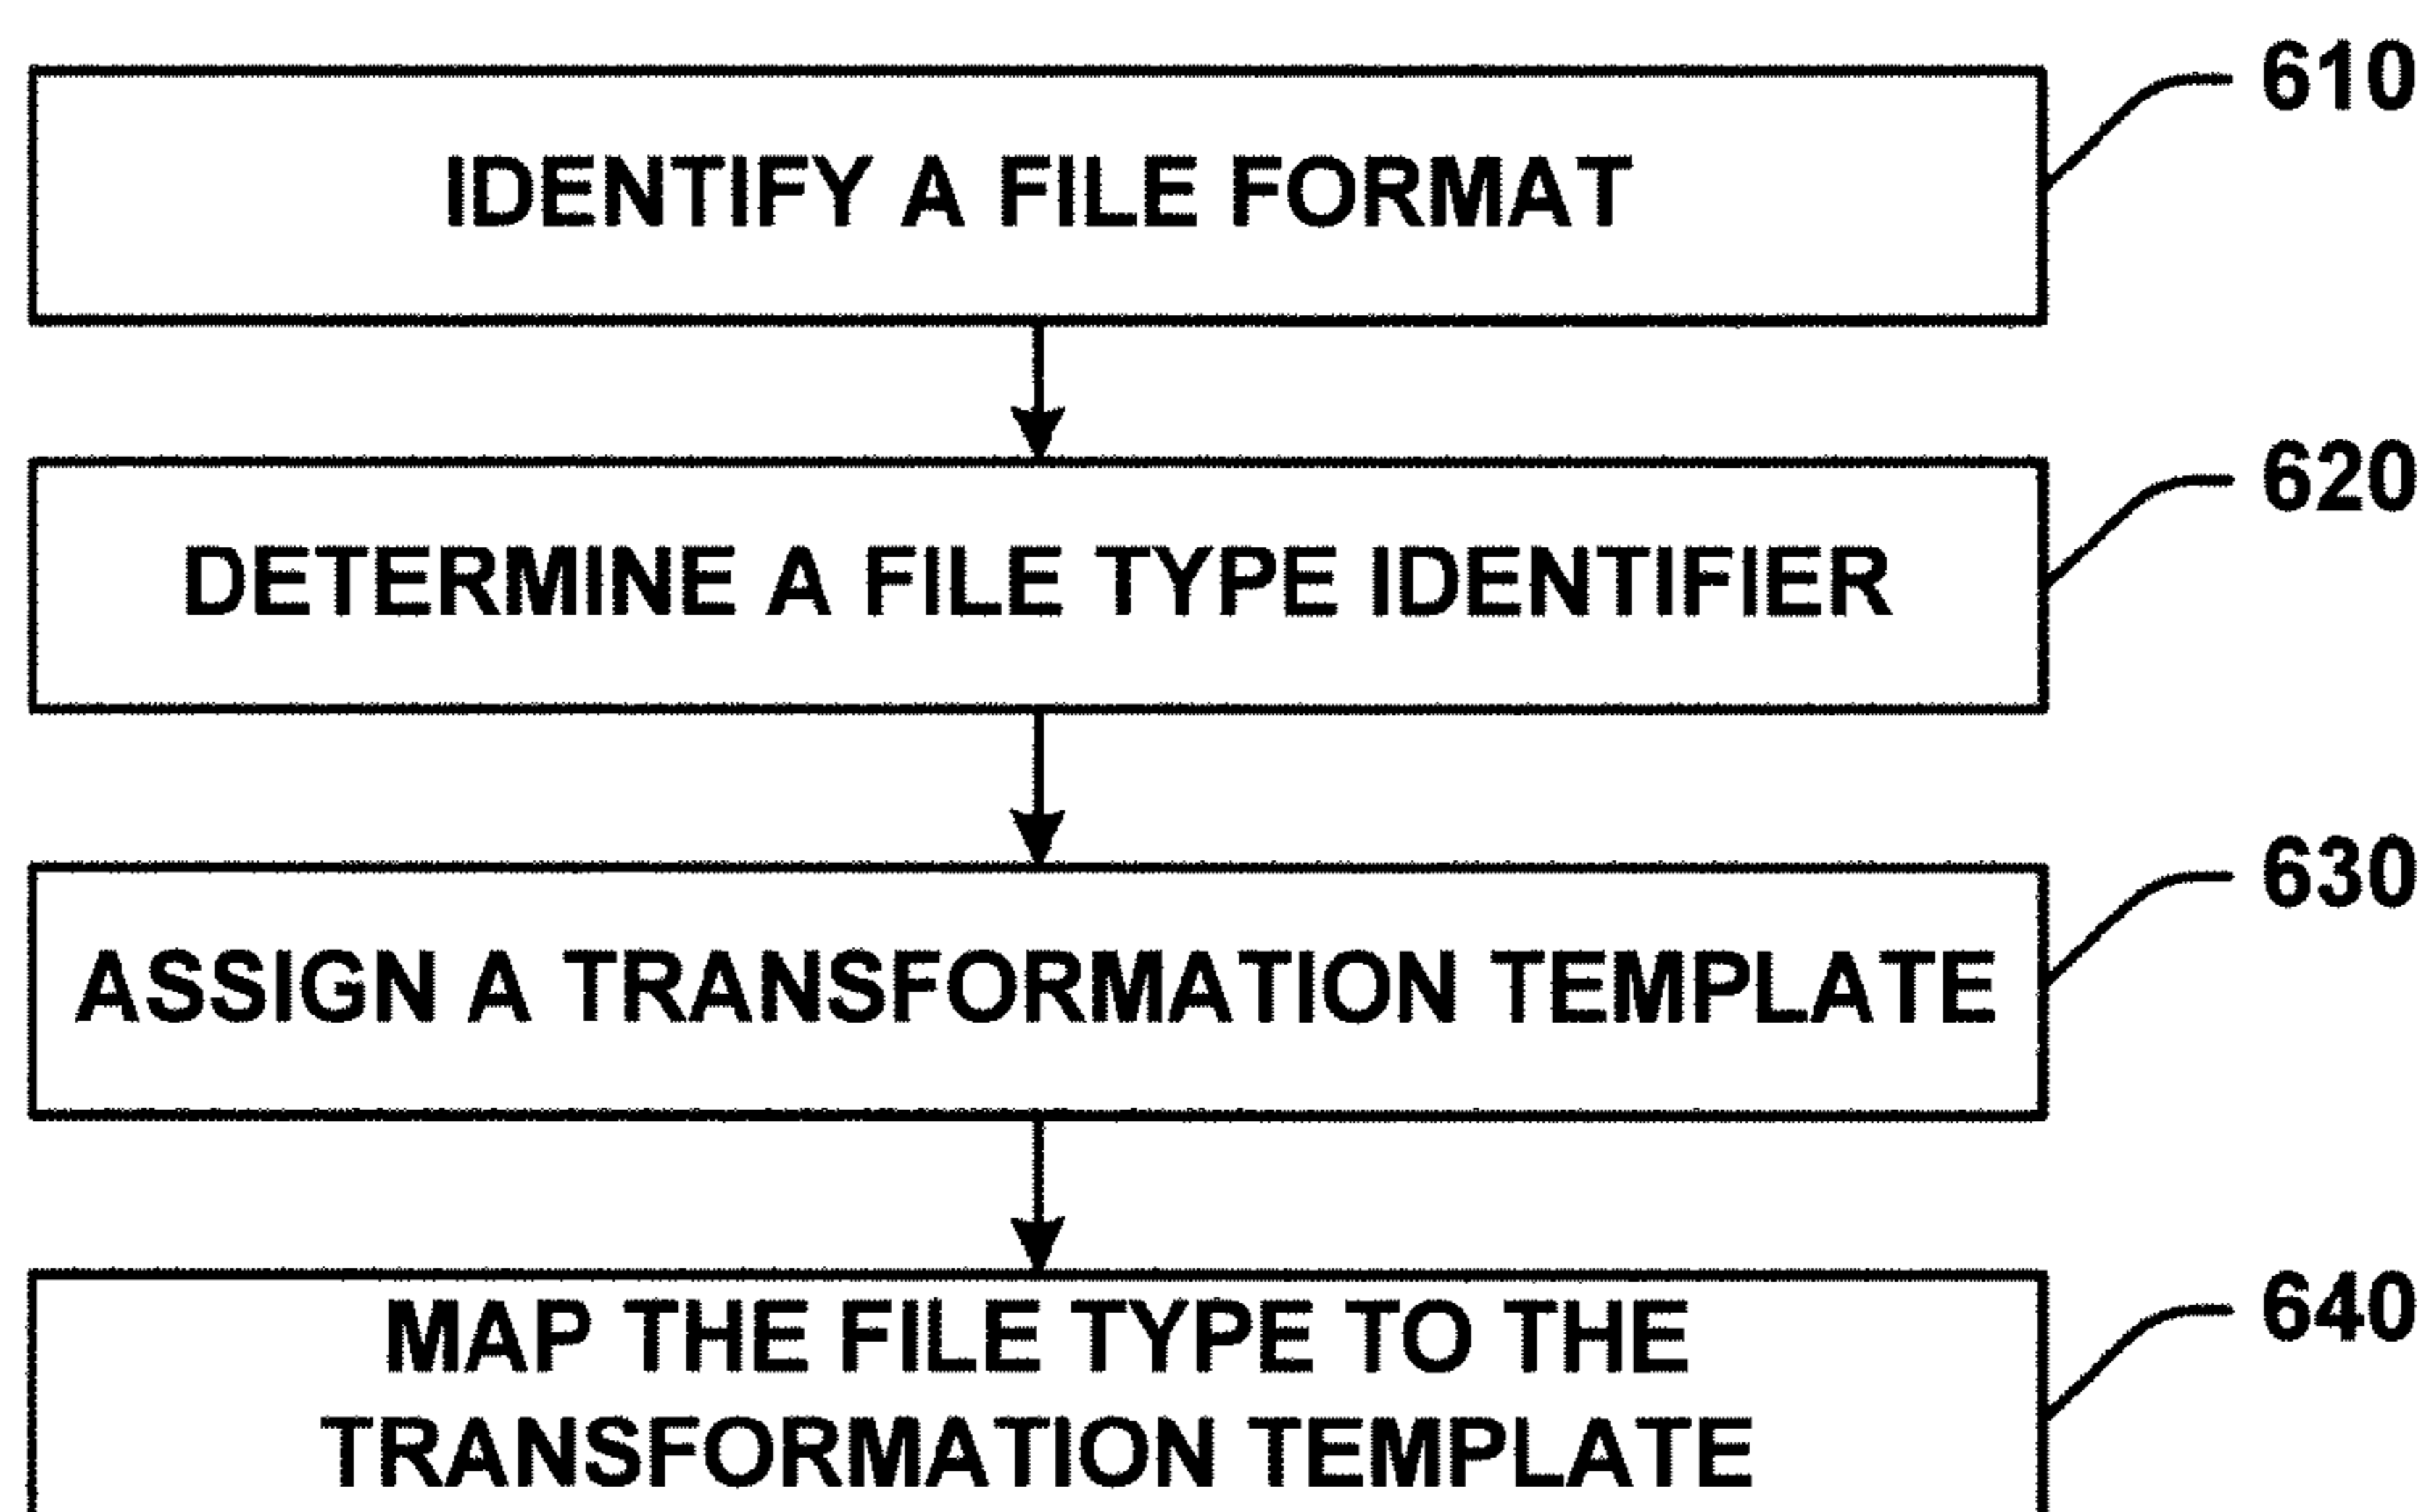 610
IDENTIFY A FILE FORMAT
620
DETERMINE A FILE TYPE IDENTIFIER
630
ASSIGN A TRANSFORMATION TEMPLATE
640
MAP THE FILE TYPE TO THE
TRANSFORMATION TEMPLATE